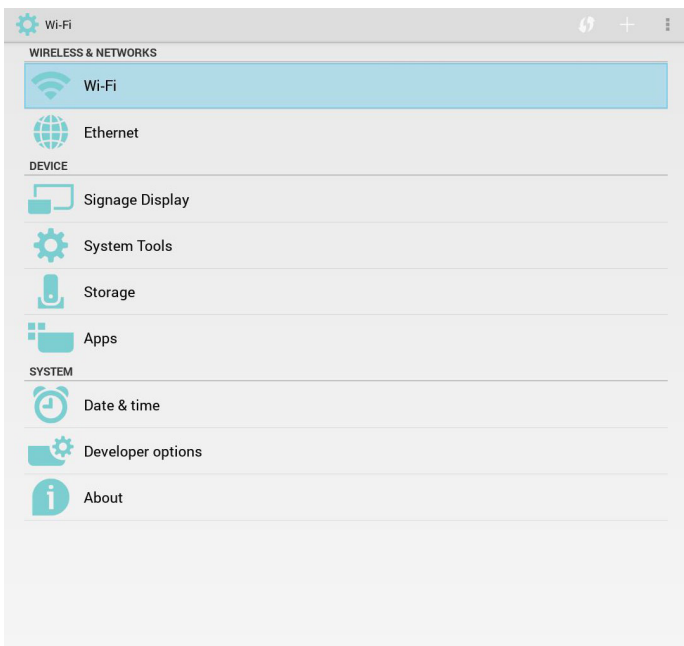 Wi-Fi
WIRELESS & NETWORKS
Wi-Fi
Ethernet
DEVICE
Signage Display
System Tools
Storage
Apps
SYSTEM
Date & time
Developer options
About